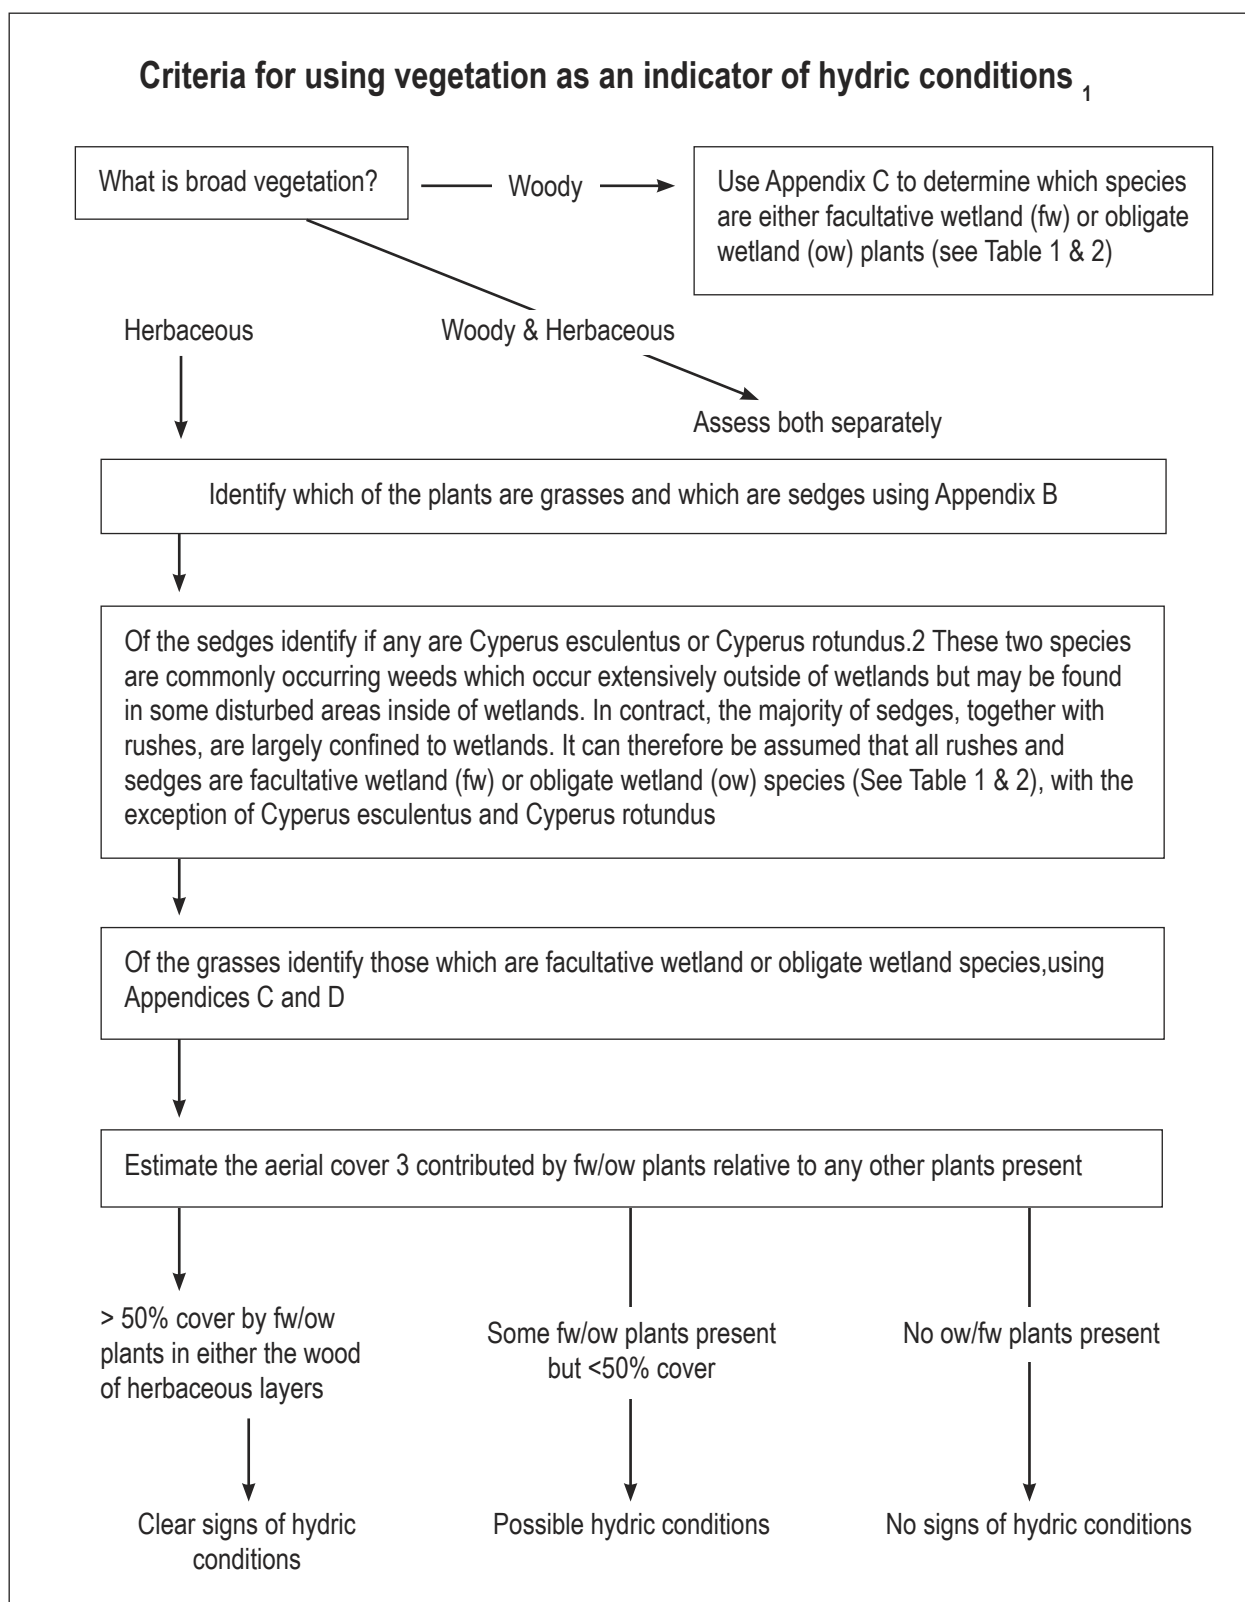 Criteria for using vegetation as an indicator of hydric conditions 1
What is broad vegetation?
Woody
Use Appendix C to determine which species
are either facultative wetland (fw) or obligate
wetland (ow) plants (see Table 1 & 2)
Herbaceous
Woody & Herbaceous
Assess both separately
Identify which of the plants are grasses and which are sedges using Appendix B
Of the sedges identify if any are Cyperus esculentus or Cyperus rotundus.2 These two species
are commonly occurring weeds which occur extensively outside of wetlands but may be found
in some disturbed areas inside of wetlands. In contract, the majority of sedges, together with
rushes, are largely confined to wetlands. It can therefore be assumed that all rushes and
sedges are facultative wetland (fw) or obligate wetland (ow) species (See Table 1 & 2), with the
exception of Cyperus esculentus and Cyperus rotundus
Of the grasses identify those which are facultative wetland or obligate wetland species,using
Appendices C and D
Estimate the aerial cover 3 contributed by fw/ow plants relative to any other plants present
> 50% cover by fw/ow
plants in either the wood
of herbaceous layers
Some fw/ow plants present
but <50% cover
No ow/fw plants present
Clear signs of hydric
conditions
Possible hydric conditions
No signs of hydric conditions